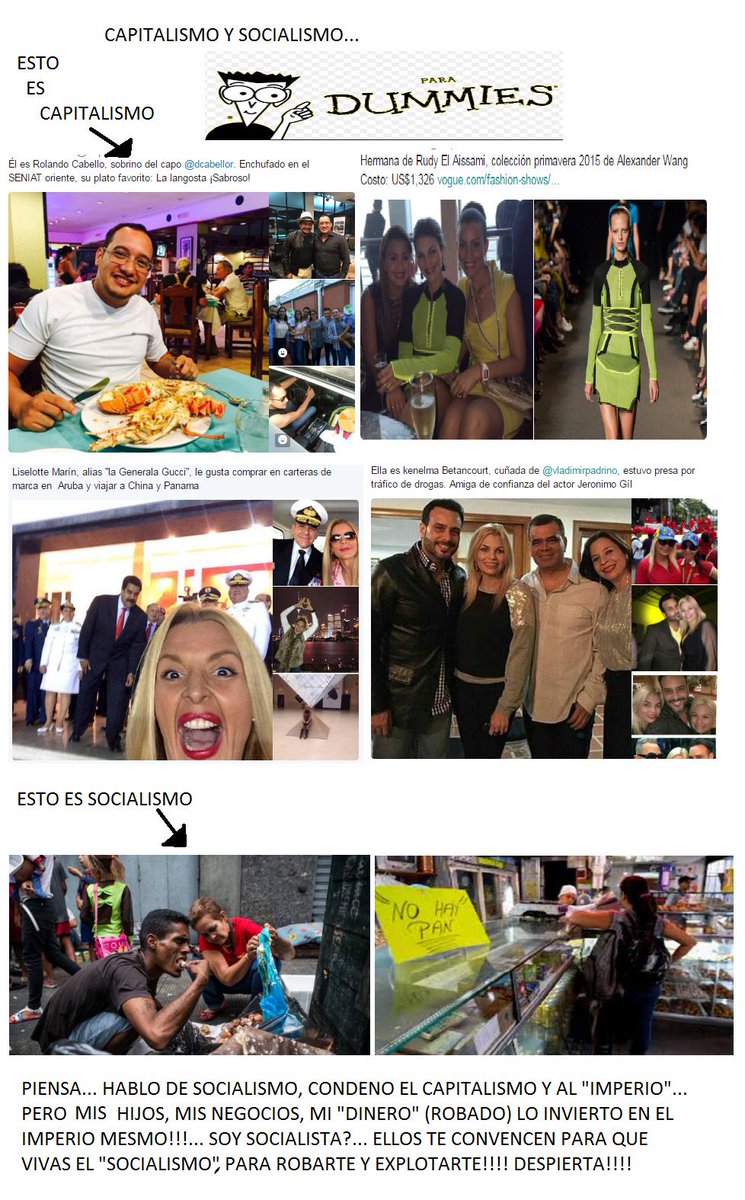 CAPITALISMO Y SOCIALISMO...
ESTO
ES
CAPITALISMO
PARA
DUMMIES
Él es Rolando Cabello, sobrino del capo @dcabellor. Enchufado en el
SENIAT oriente, su plato favorito: La langosta ¡Sabroso!
Hermana de Rudy El Aissami, colección primavera 2015 de Alexander Wang
Costo: US$1,326 vogue.com/fashion-shows/...
Liselotte Marín, alias "la Generala Gucci", le gusta comprar en carteras de
marca en Aruba y viajar a China y Panama
Ella es kenelma Betancourt, cuñada de @vladimirpadrino, estuvo presa por
tráfico de drogas. Amiga de confianza del actor Jeronimo Gil
ESTO ES SOCIALISMO
NO HAY
PAN
PIENSA... HABLO DE SOCIALISMO, CONDENO EL CAPITALISMO Y AL "IMPERIO"...
PERO MIS HIJOS, MIS NEGOCIOS, MI "DINERO" (ROBADO) LO INVIERTO EN EL
IMPERIO MESMO!!!... SOY SOCIALISTA?... ELLOS TE CONVENCEN PARA QUE
VIVAS EL "SOCIALISMO", PARA ROBARTE Y EXPLOTARTE!!!! DESPIERTA!!!!